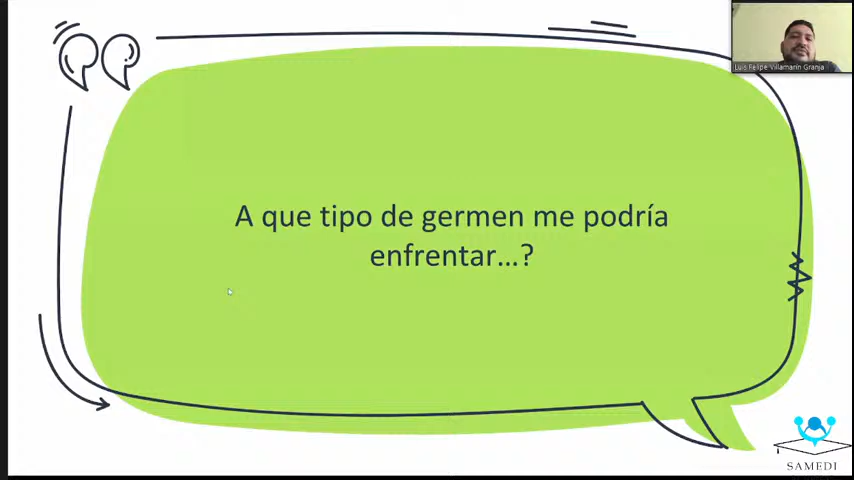 Luis Felipe Villamarín Granja
A que tipo de germen me podría
enfrentar...?
SAMEDI